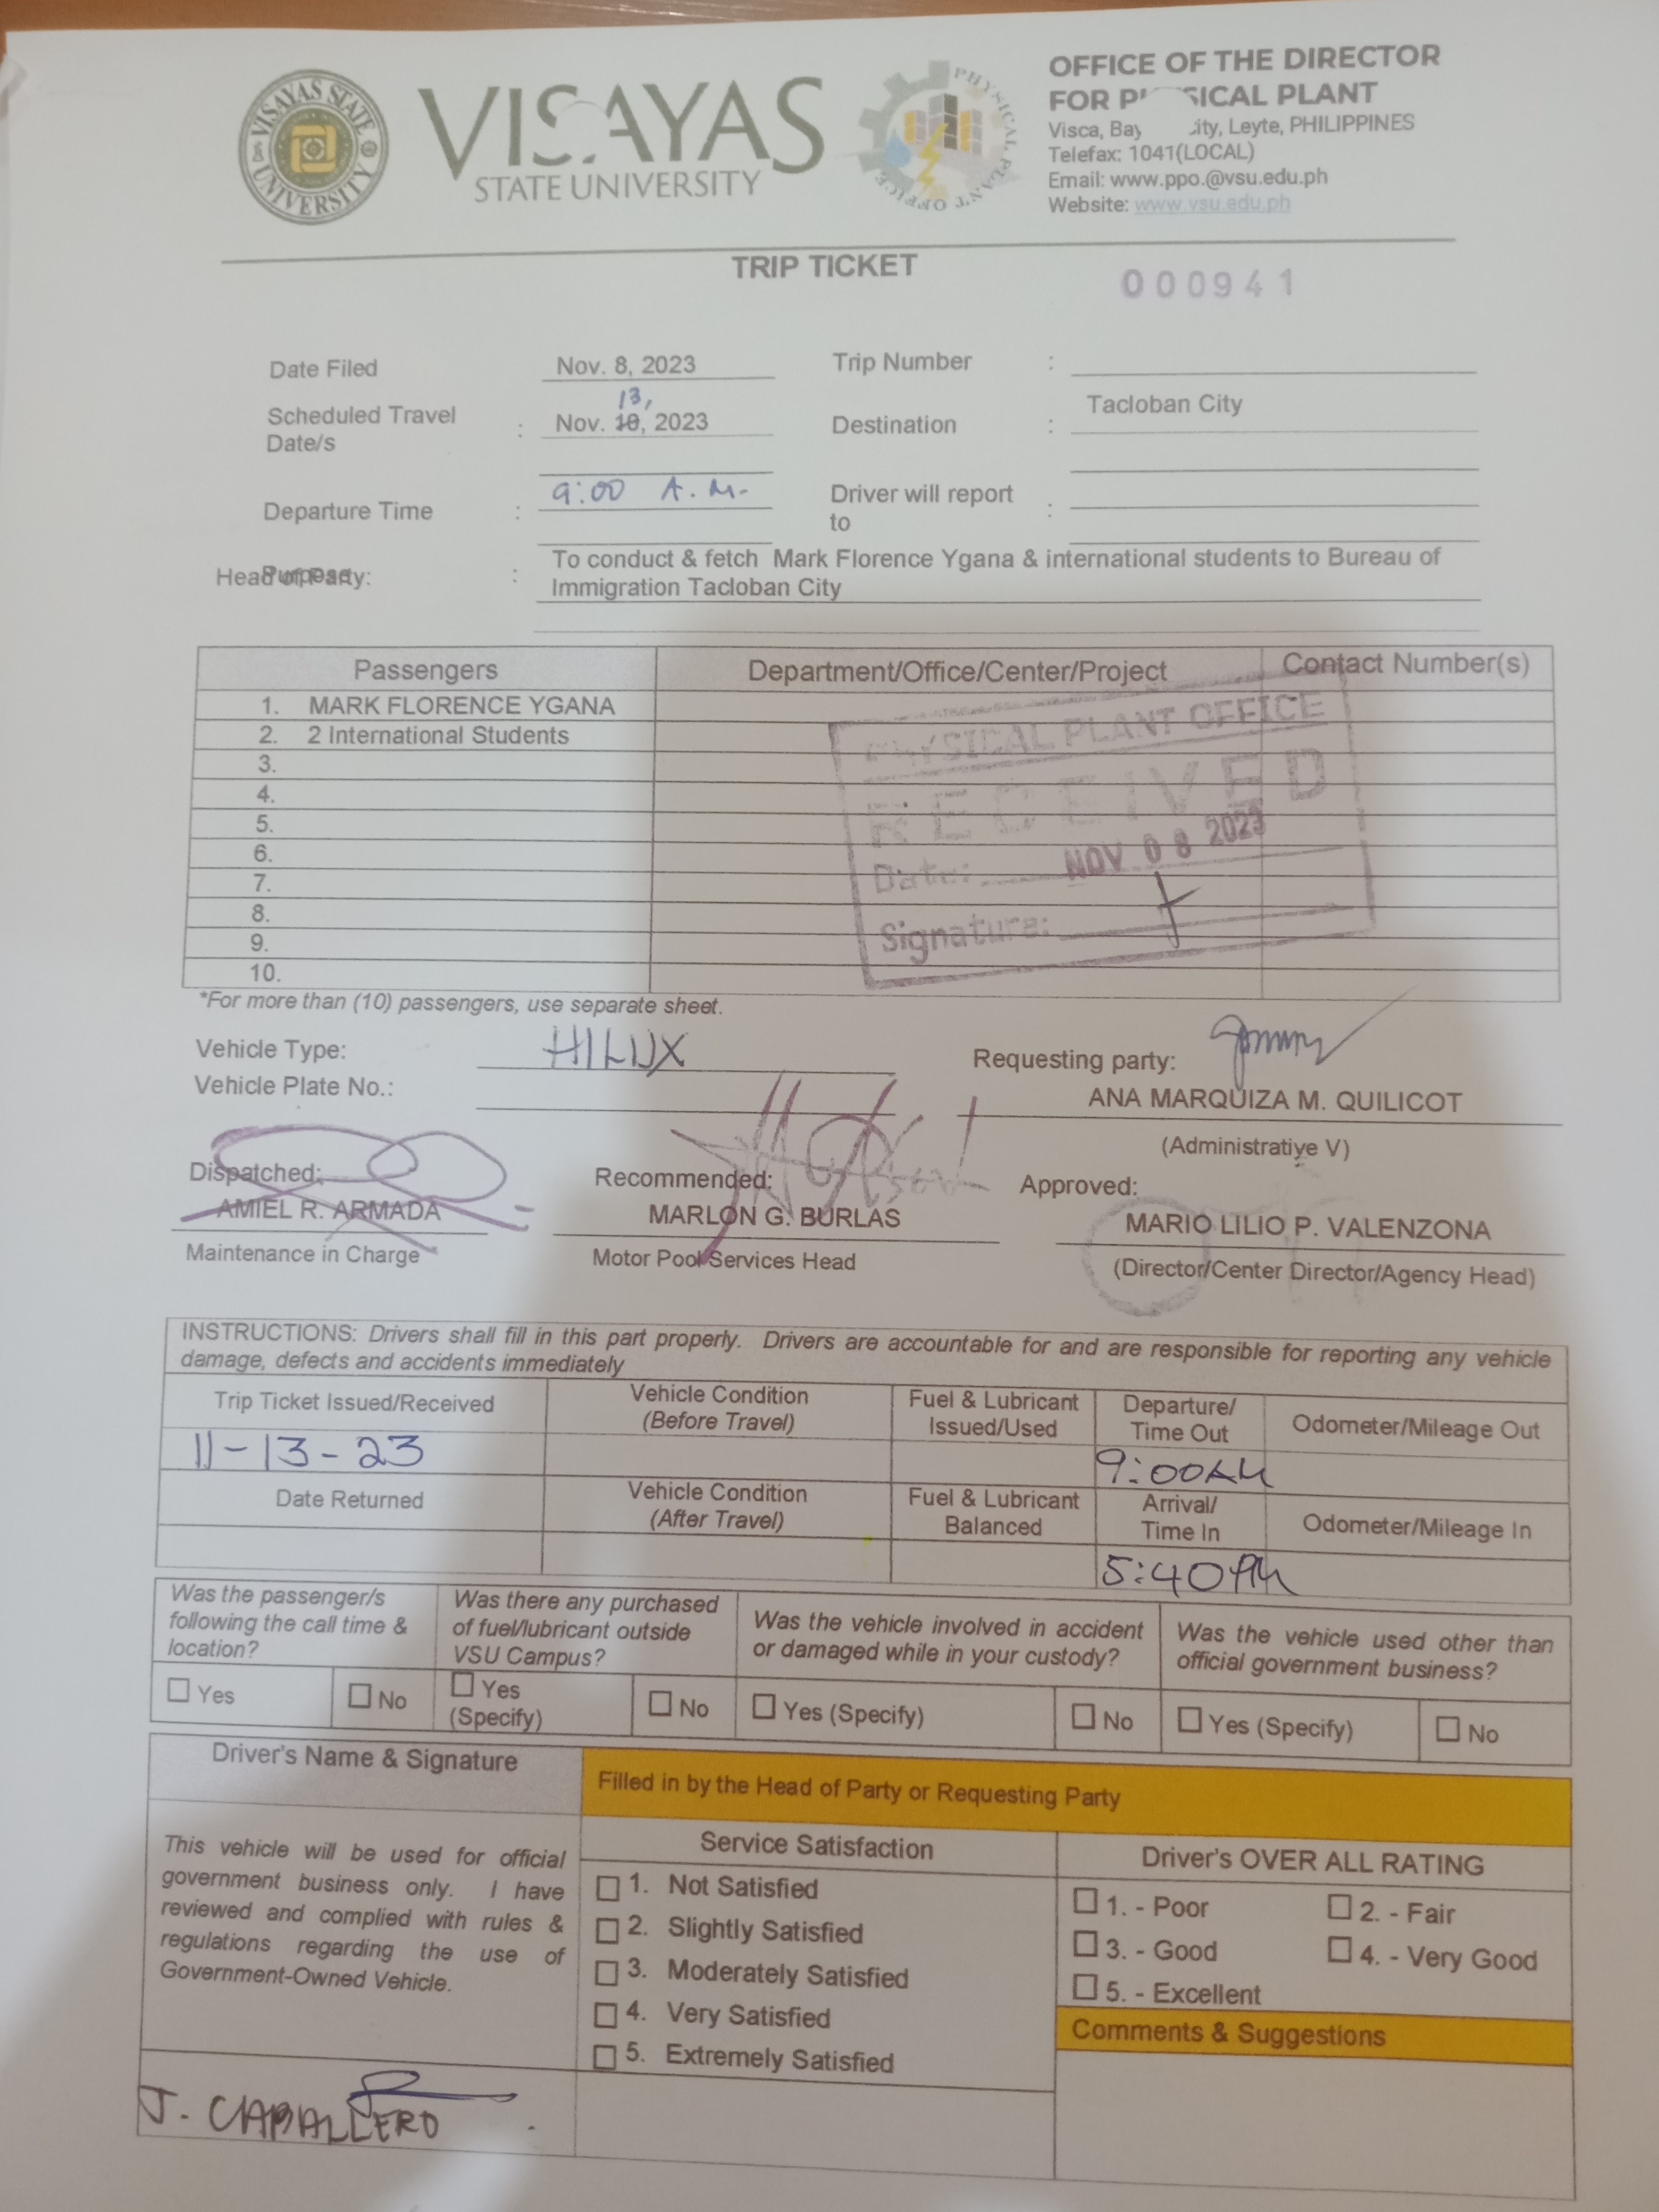 VISAYAS STATE UNIVERSITY
VISAYAS
STATE UNIVERSITY
PHYSICAL PLANT OFFICE
OFFICE OF THE DIRECTOR
FOR PHYSICAL PLANT
Visca, Bay ity, Leyte, PHILIPPINES
Telefax: 1041(LOCAL)
Email: www.ppo.@vsu.edu.ph
Website: www.vsu.edu.ph
TRIP TICKET
000941
Date Filed Nov. 8, 2023 Trip Number :
13,
Scheduled Travel Date/s : Nov. 10, 2023 Destination : Tacloban City
Departure Time : 9:00 A.M. Driver will report to :
Head of Party: Purpose : To conduct & fetch Mark Florence Ygana & international students to Bureau of
Immigration Tacloban City
Passengers Department/Office/Center/Project Contact Number(s)
1. MARK FLORENCE YGANA
2. 2 International Students
3.
4.
5.
6.
7.
8.
9.
10.
PHYSICAL PLANT OFFICE
RECEIVED
Date: NOV 08 2023
Signature:
*For more than (10) passengers, use separate sheet.
Vehicle Type: HILUX Requesting party:
Vehicle Plate No.: ANA MARQUIZA M. QUILICOT
(Administrative V)
Dispatched: Recommended: Approved:
AMIEL R. ARMADA MARLON G. BURLAS MARIO LILIO P. VALENZONA
Maintenance in Charge Motor Pool Services Head (Director/Center Director/Agency Head)
INSTRUCTIONS: Drivers shall fill in this part properly. Drivers are accountable for and are responsible for reporting any vehicle
damage, defects and accidents immediately
Trip Ticket Issued/Received Vehicle Condition (Before Travel) Fuel & Lubricant Issued/Used Departure/ Time Out Odometer/Mileage Out
11-13-23 9:00AM
Date Returned Vehicle Condition (After Travel) Fuel & Lubricant Balanced Arrival/ Time In Odometer/Mileage In
5:40PM
Was the passenger/s following the call time & location?
Was there any purchased of fuel/lubricant outside VSU Campus?
Was the vehicle involved in accident or damaged while in your custody?
Was the vehicle used other than official government business?
Yes No Yes (Specify) No Yes (Specify) No Yes (Specify) No
Driver's Name & Signature
Filled in by the Head of Party or Requesting Party
This vehicle will be used for official
government business only. I have
reviewed and complied with rules &
regulations regarding the use of
Government-Owned Vehicle.
J. CABALLERO
Service Satisfaction
1. Not Satisfied
2. Slightly Satisfied
3. Moderately Satisfied
4. Very Satisfied
5. Extremely Satisfied
Driver's OVER ALL RATING
1. - Poor 2. - Fair
3. - Good 4. - Very Good
5. - Excellent
Comments & Suggestions